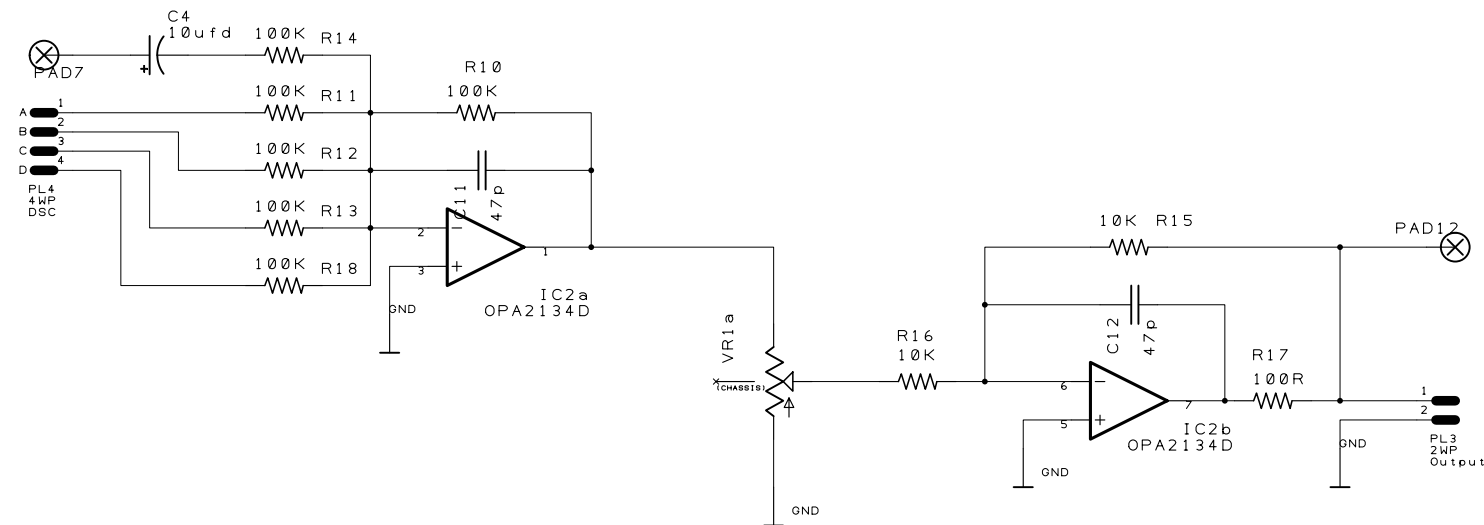 C4
10ufd
PAD7
100K R14
R10
100K
100K R11
A 1
B 2
C 3
D 4
PL4
4WP
DSC
100K R12
C11
47p
100K R13
100K R18
2
3
1
GND
IC2a
OPA2134D
10K R15
PAD12
VR1a
(CHASSIS)
GND
R16
10K
C12
47p
6
5
7
GND
IC2b
OPA2134D
R17
100R
1
2
GND
PL3
2WP
Output